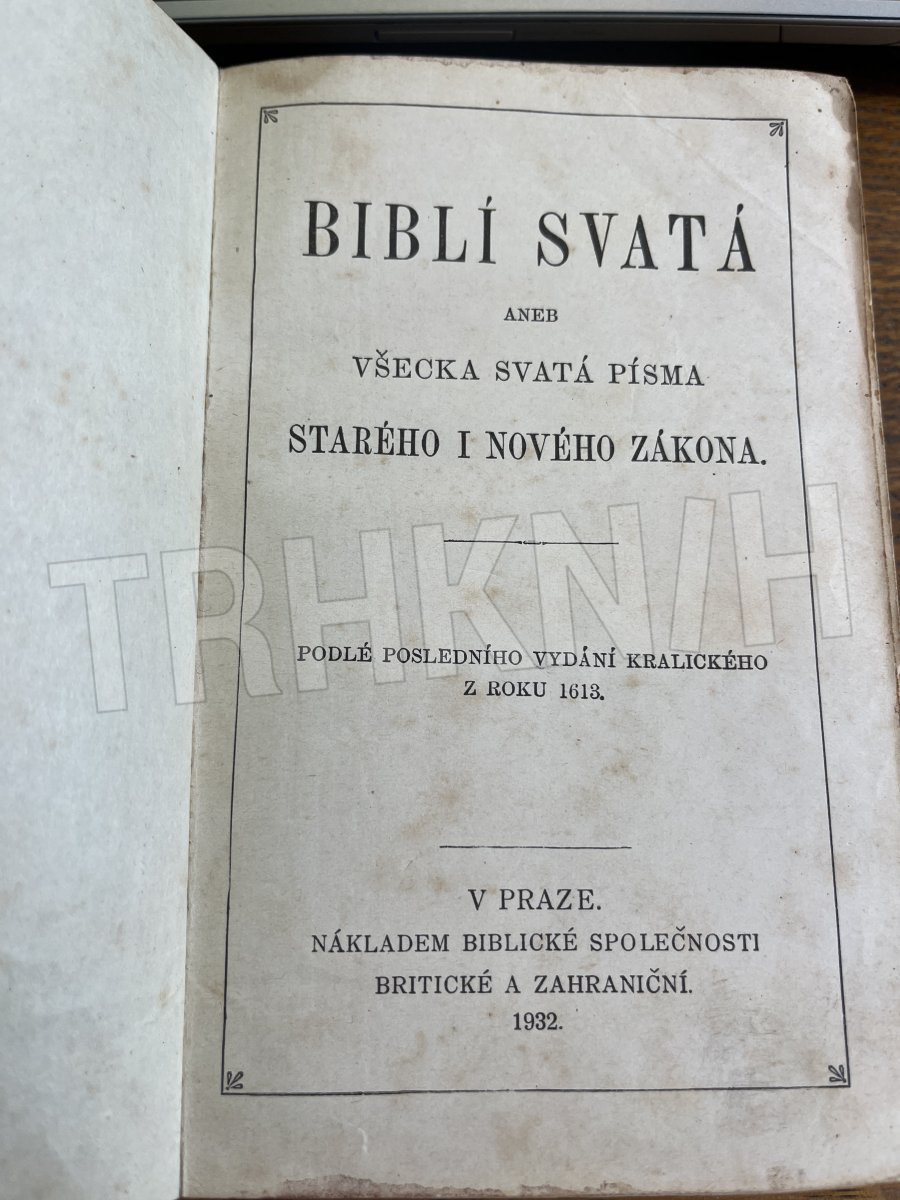 BIBLÍ SVATÁ
ANEB
VŠECKA SVATÁ PÍSMA
STARÉHO I NOVÉHO ZÁKONA.
TRHKNIH
PODLÉ POSLEDNÍHO VYDÁNÍ KRALICKÉHO
Z ROKU 1613.
V PRAZE.
NÁKLADEM BIBLICKÉ SPOLEČNOSTI
BRITICKÉ A ZAHRANIČNÍ.
1932.